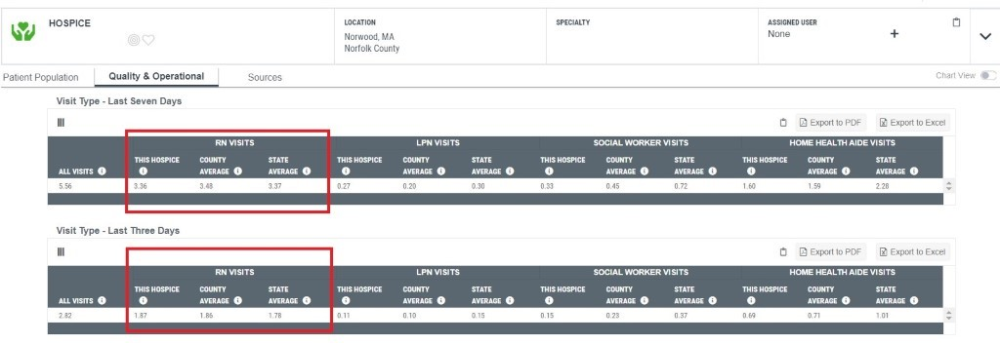 HOSPICE
LOCATION
Norwood, MA
Norfolk County
SPECIALTY
ASSIGNED USER
None
Patient Population Quality & Operational Sources
Chart View
Visit Type - Last Seven Days
Export to PDF Export to Excel
RN VISITS LPN VISITS SOCIAL WORKER VISITS HOME HEALTH AIDE VISITS
ALL VISITS THIS HOSPICE COUNTY AVERAGE STATE AVERAGE THIS HOSPICE COUNTY AVERAGE STATE AVERAGE THIS HOSPICE COUNTY AVERAGE STATE AVERAGE THIS HOSPICE COUNTY AVERAGE STATE AVERAGE
5.56 3.36 3.48 3.37 0.27 0.20 0.30 0.33 0.45 0.72 1.60 1.59 2.28
Visit Type - Last Three Days
Export to PDF Export to Excel
RN VISITS LPN VISITS SOCIAL WORKER VISITS HOME HEALTH AIDE VISITS
ALL VISITS THIS HOSPICE COUNTY AVERAGE STATE AVERAGE THIS HOSPICE COUNTY AVERAGE STATE AVERAGE THIS HOSPICE COUNTY AVERAGE STATE AVERAGE THIS HOSPICE COUNTY AVERAGE STATE AVERAGE
2.82 1.87 1.86 1.78 0.11 0.10 0.15 0.15 0.23 0.37 0.69 0.71 1.01